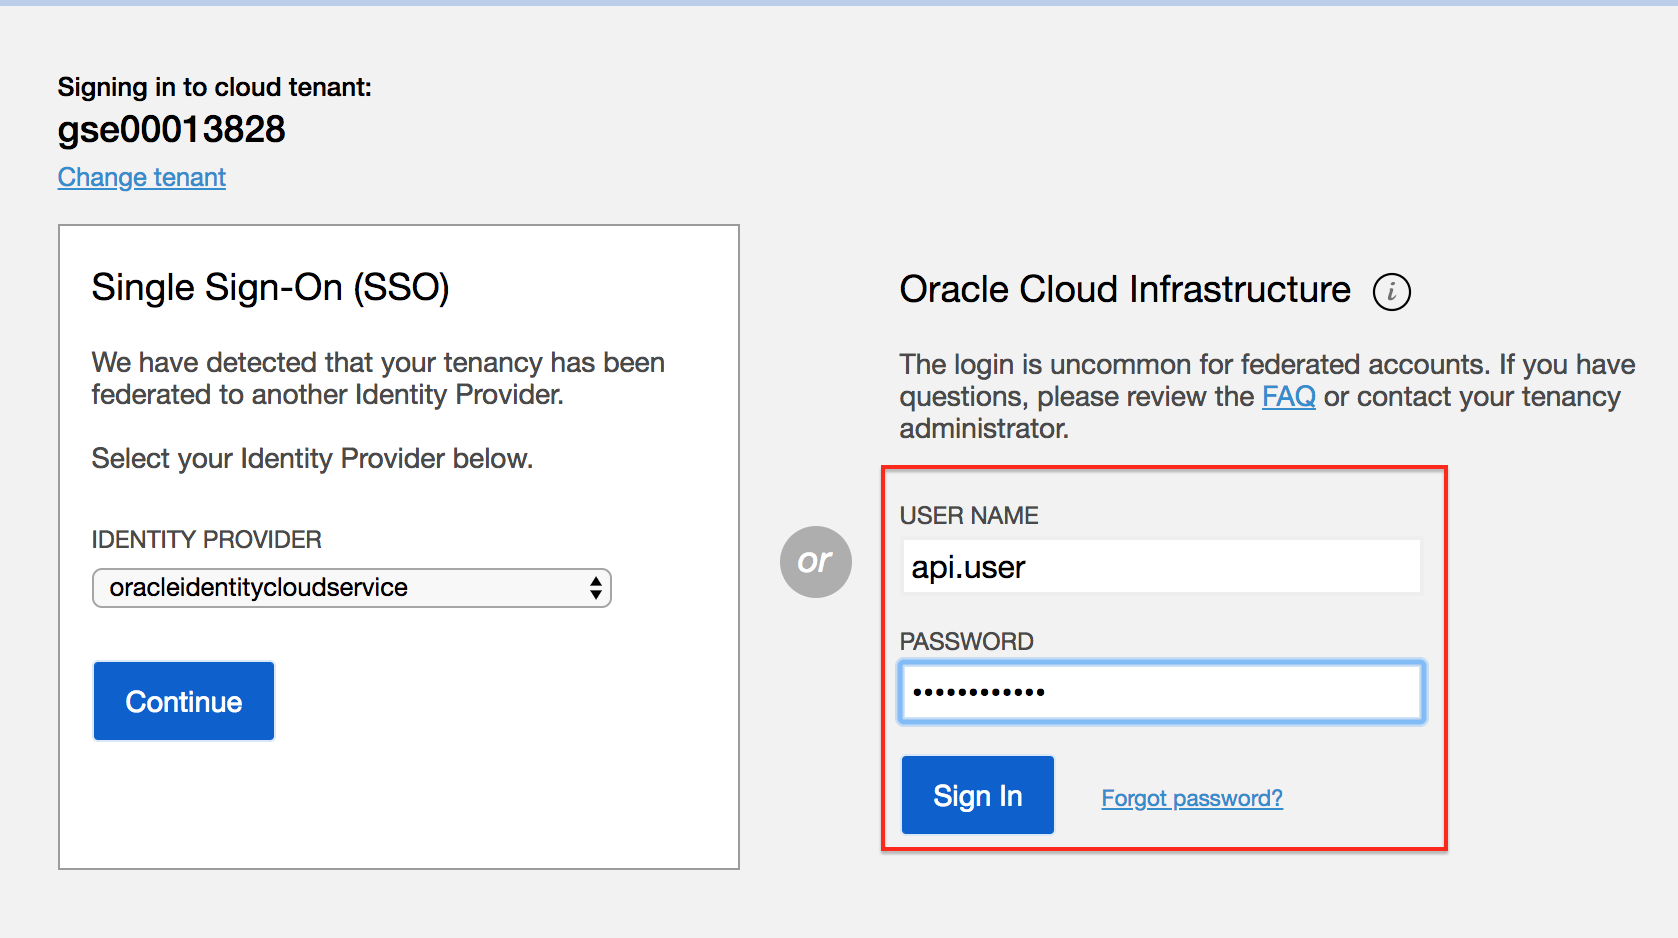 Signing in to cloud tenant:
gse00013828
Change tenant
Single Sign-On (SSO)
We have detected that your tenancy has been
federated to another Identity Provider.
Select your Identity Provider below.
IDENTITY PROVIDER
oracleidentitycloudservice
Continue
or
Oracle Cloud Infrastructure i
The login is uncommon for federated accounts. If you have
questions, please review the FAQ or contact your tenancy
administrator.
USER NAME
api.user
PASSWORD
••••••••••••
Sign In
Forgot password?